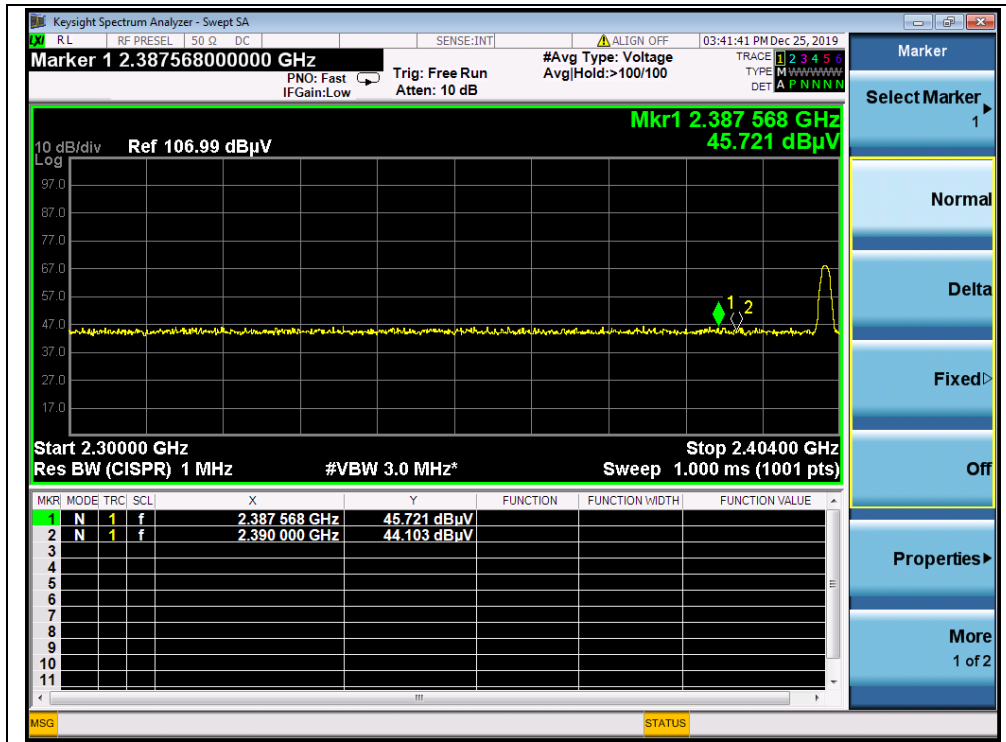 Keysight Spectrum Analyzer - Swept SA
LXI RL RF PRESEL 50 Ω DC SENSE:INT ALIGN OFF 03:41:41 PM Dec 25, 2019
Marker 1 2.387568000000 GHz
PNO: Fast
IFGain:Low
Trig: Free Run
Atten: 10 dB
#Avg Type: Voltage
Avg|Hold:>100/100
TRACE 1 2 3 4 5 6
TYPE M WWWWW
DET A P N N N N
Mkr1 2.387 568 GHz
45.721 dBµV
10 dB/div Ref 106.99 dBµV
Log
97.0
87.0
77.0
67.0
57.0
47.0
37.0
27.0
17.0
1
2
Start 2.30000 GHz Stop 2.40400 GHz
Res BW (CISPR) 1 MHz #VBW 3.0 MHz* Sweep 1.000 ms (1001 pts)
MKR MODE TRC SCL X Y FUNCTION FUNCTION WIDTH FUNCTION VALUE
1 N 1 f 2.387 568 GHz 45.721 dBµV
2 N 1 f 2.390 000 GHz 44.103 dBµV
3
4
5
6
7
8
9
10
11
MSG STATUS
Marker
Select Marker
1
Normal
Delta
Fixed
Off
Properties
More
1 of 2